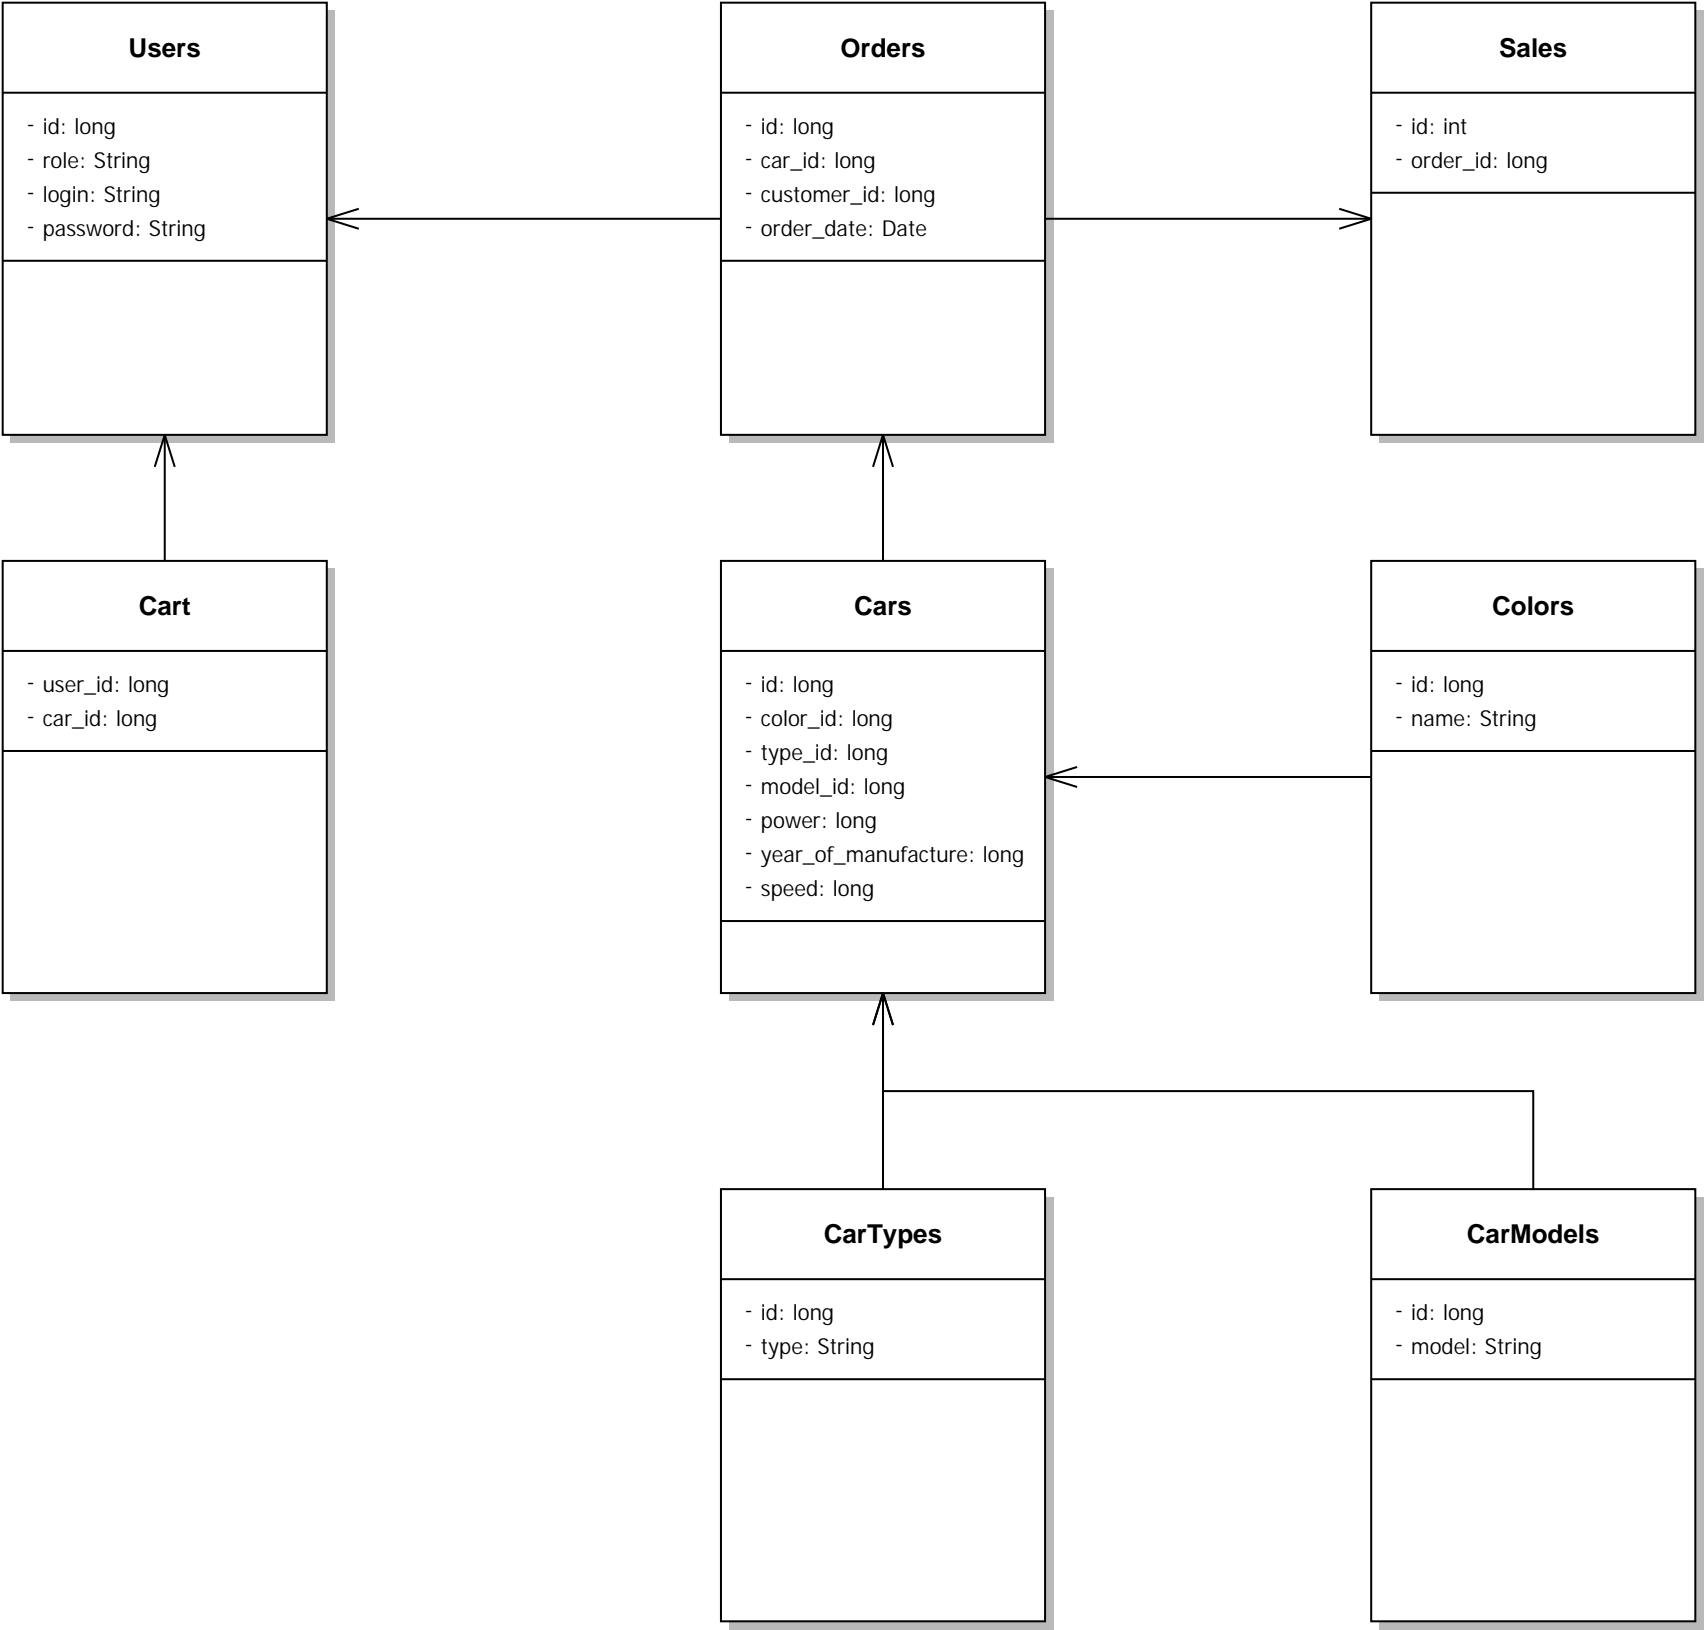 Users
- id: long
- role: String
- login: String
- password: String
Orders
- id: long
- car_id: long
- customer_id: long
- order_date: Date
Sales
- id: int
- order_id: long
Cart
- user_id: long
- car_id: long
Cars
- id: long
- color_id: long
- type_id: long
- model_id: long
- power: long
- year_of_manufacture: long
- speed: long
Colors
- id: long
- name: String
CarTypes
- id: long
- type: String
CarModels
- id: long
- model: String